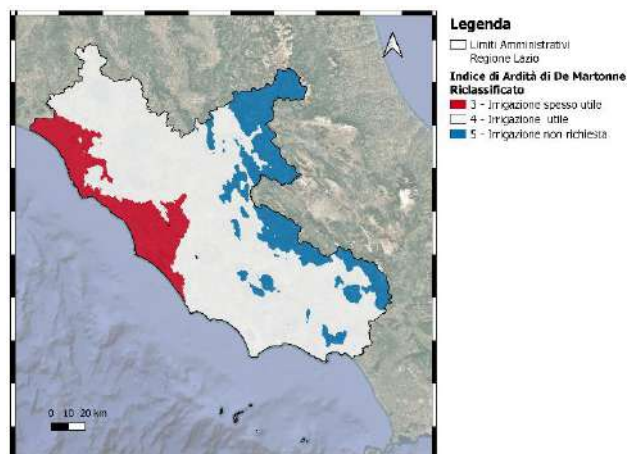 Legenda
Limiti Amministrativi
Regione Lazio
Indice di Ardità di De Martonne
Riclassificato
3 - Irrigazione spesso utile
4 - Irrigazione utile
5 - Irrigazione non richiesta
0 10 20 km